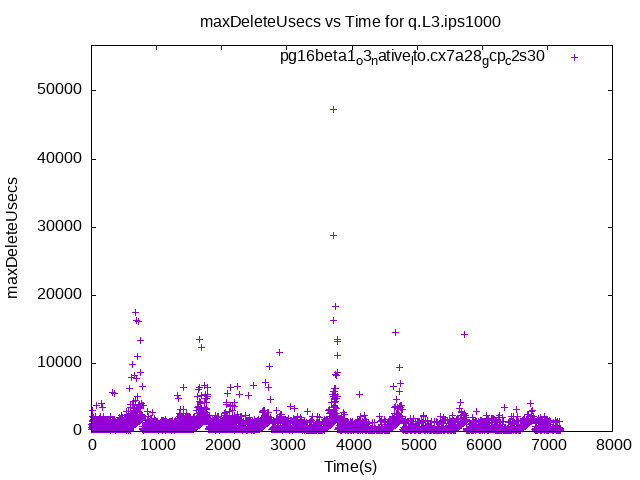 maxDeleteUsecs vs Time for q.L3.ips1000
pg16beta1o3native_lto.cx7a28gcpc2s30
50000
40000
30000
20000
10000
0
maxDeleteUsecs
0 1000 2000 3000 4000 5000 6000 7000 8000
Time(s)